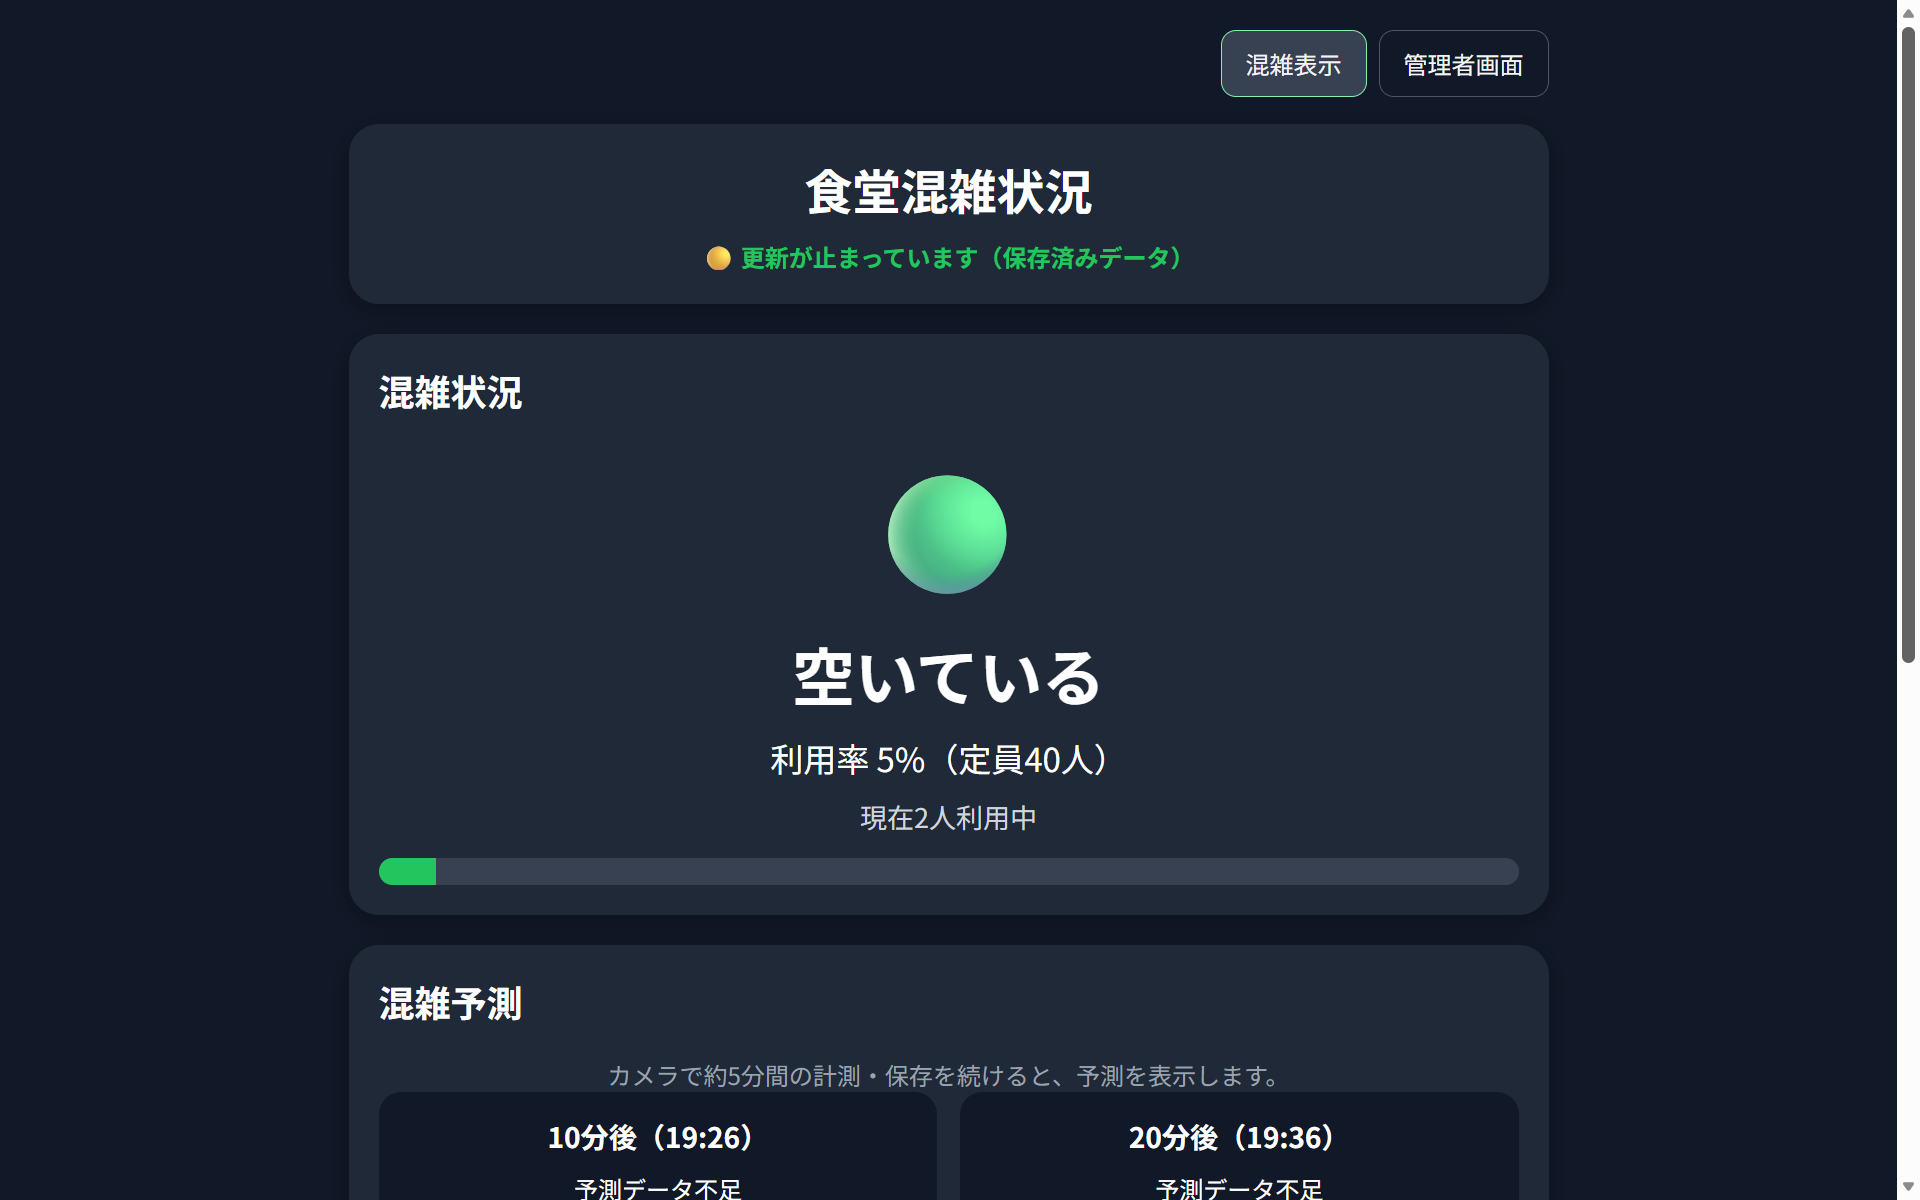 混雑表示
管理者画面
食堂混雑状況
更新が止まっています（保存済みデータ）
混雑状況
空いている
利用率 5%（定員40人）
現在2人利用中
混雑予測
カメラで約5分間の計測・保存を続けると、予測を表示します。
10分後（19:26）
20分後（19:36）
予測データ不足
予測データ不足